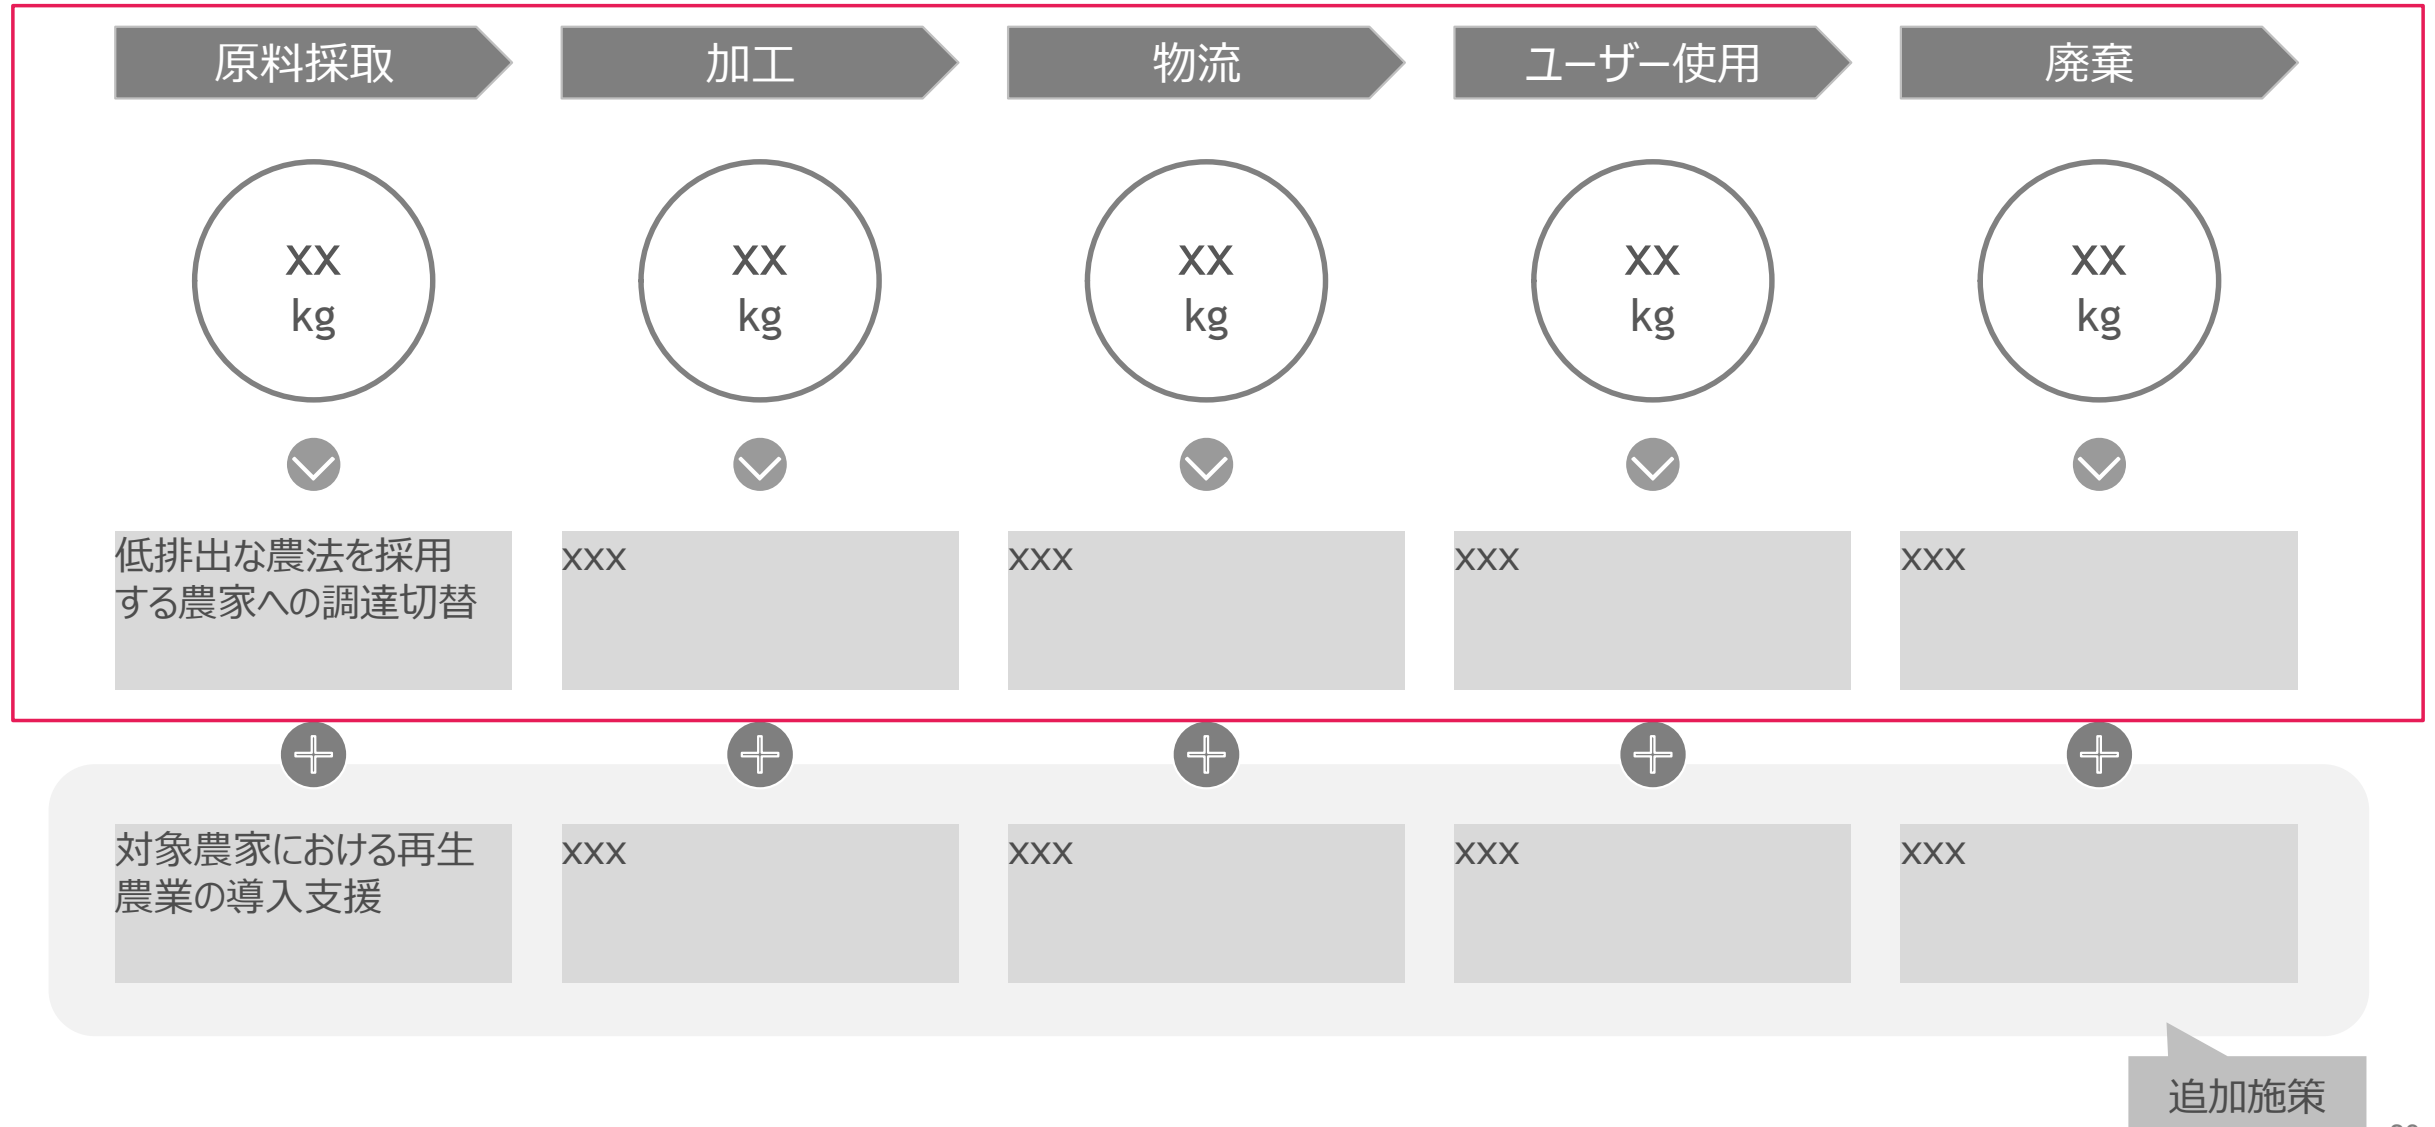 原料採取
加工
物流
ユーザー使用
廃棄
xx
kg
xx
kg
xx
kg
xx
kg
xx
kg
低排出な農法を採用
する農家への調達切替
xxx
xxx
xxx
xxx
対象農家における再生
農業の導入支援
xxx
xxx
xxx
xxx
追加施策